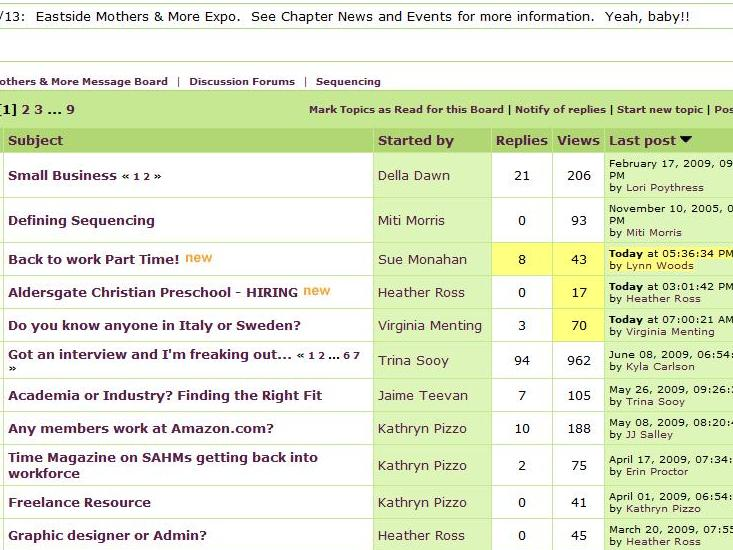 /13:  Eastside Mothers & More Expo.  See Chapter News and Events for more information.  Yeah, baby!!
others & More Message Board | Discussion Forums | Sequencing
[1] 2 3 ... 9 Mark Topics as Read for this Board | Notify of replies | Start new topic | Pos
Subject Started by Replies Views Last post
Small Business « 1 2 » Della Dawn 21 206 February 17, 2009, 09
PM
by Lori Poythress
Defining Sequencing Miti Morris 0 93 November 10, 2005, 0
PM
by Miti Morris
Back to work Part Time! new Sue Monahan 8 43 Today at 05:36:34 PM
by Lynn Woods
Aldersgate Christian Preschool - HIRING new Heather Ross 0 17 Today at 03:01:42 PM
by Heather Ross
Do you know anyone in Italy or Sweden? Virginia Menting 3 70 Today at 07:00:21 AM
by Virginia Menting
Got an interview and I'm freaking out... « 1 2 ... 6 7
» Trina Sooy 94 962 June 08, 2009, 06:54:
by Kyla Carlson
Academia or Industry? Finding the Right Fit Jaime Teevan 7 105 May 26, 2009, 09:26:
by Trina Sooy
Any members work at Amazon.com? Kathryn Pizzo 10 188 May 08, 2009, 08:20:
by JJ Salley
Time Magazine on SAHMs getting back into
workforce Kathryn Pizzo 2 75 April 17, 2009, 07:34:
by Erin Proctor
Freelance Resource Kathryn Pizzo 0 41 April 01, 2009, 06:54:
by Kathryn Pizzo
Graphic designer or Admin? Heather Ross 0 45 March 20, 2009, 07:55
by Heather Ross